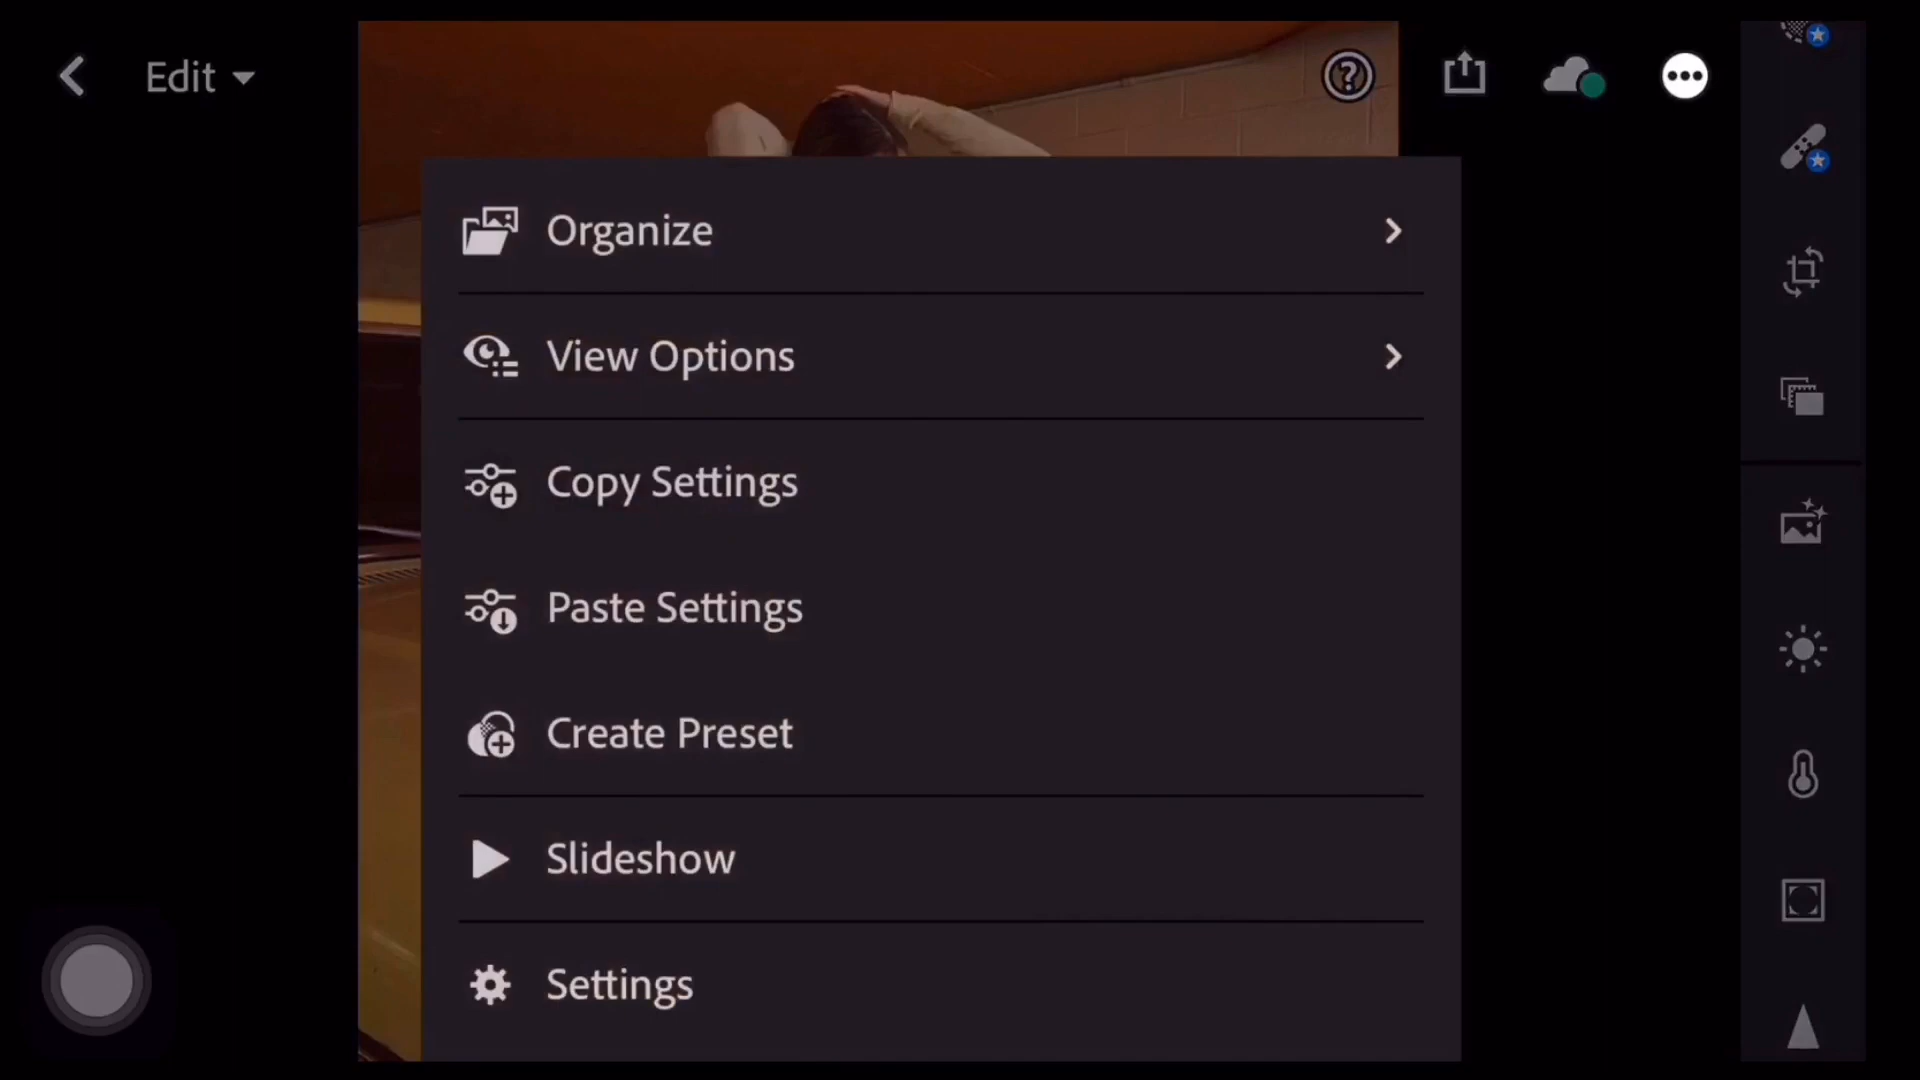 Edit
Organize
View Options
Copy Settings
Paste Settings
Create Preset
Slideshow
Settings